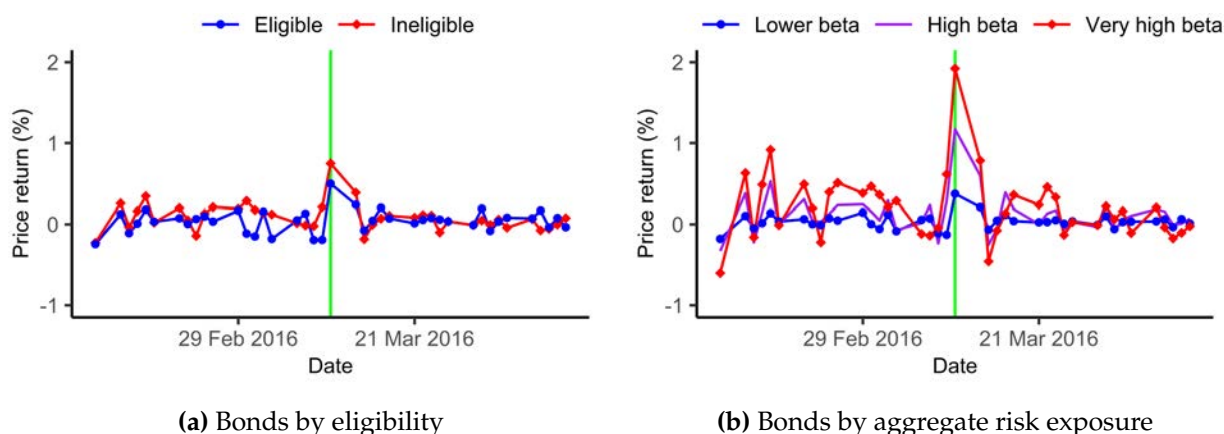 Eligible Ineligible
Price return (%)
2
1
0
-1
29 Feb 2016 21 Mar 2016
Date
(a) Bonds by eligibility
Lower beta High beta Very high beta
Price return (%)
2
1
0
-1
29 Feb 2016 21 Mar 2016
Date
(b) Bonds by aggregate risk exposure